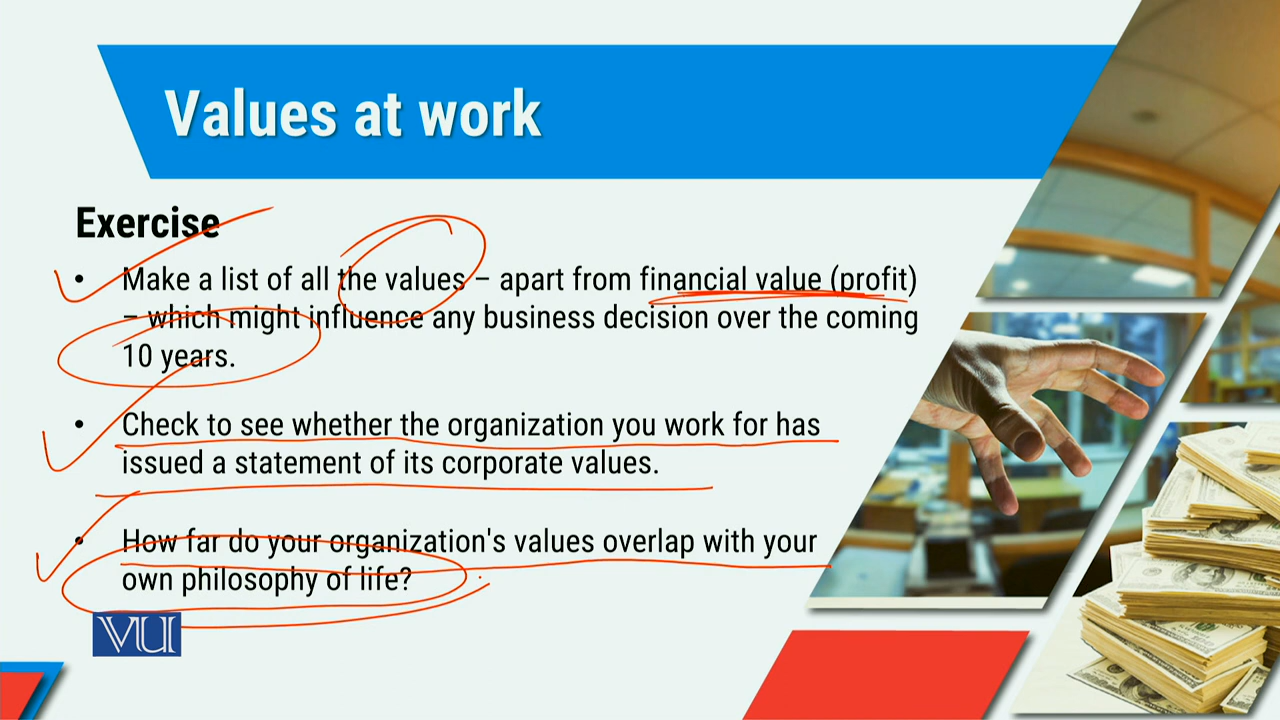 Values at work
Exercise
• Make a list of all the values – apart from financial value (profit)
– which might influence any business decision over the coming
10 years.
• Check to see whether the organization you work for has
issued a statement of its corporate values.
• How far do your organization's values overlap with your
own philosophy of life?
VU